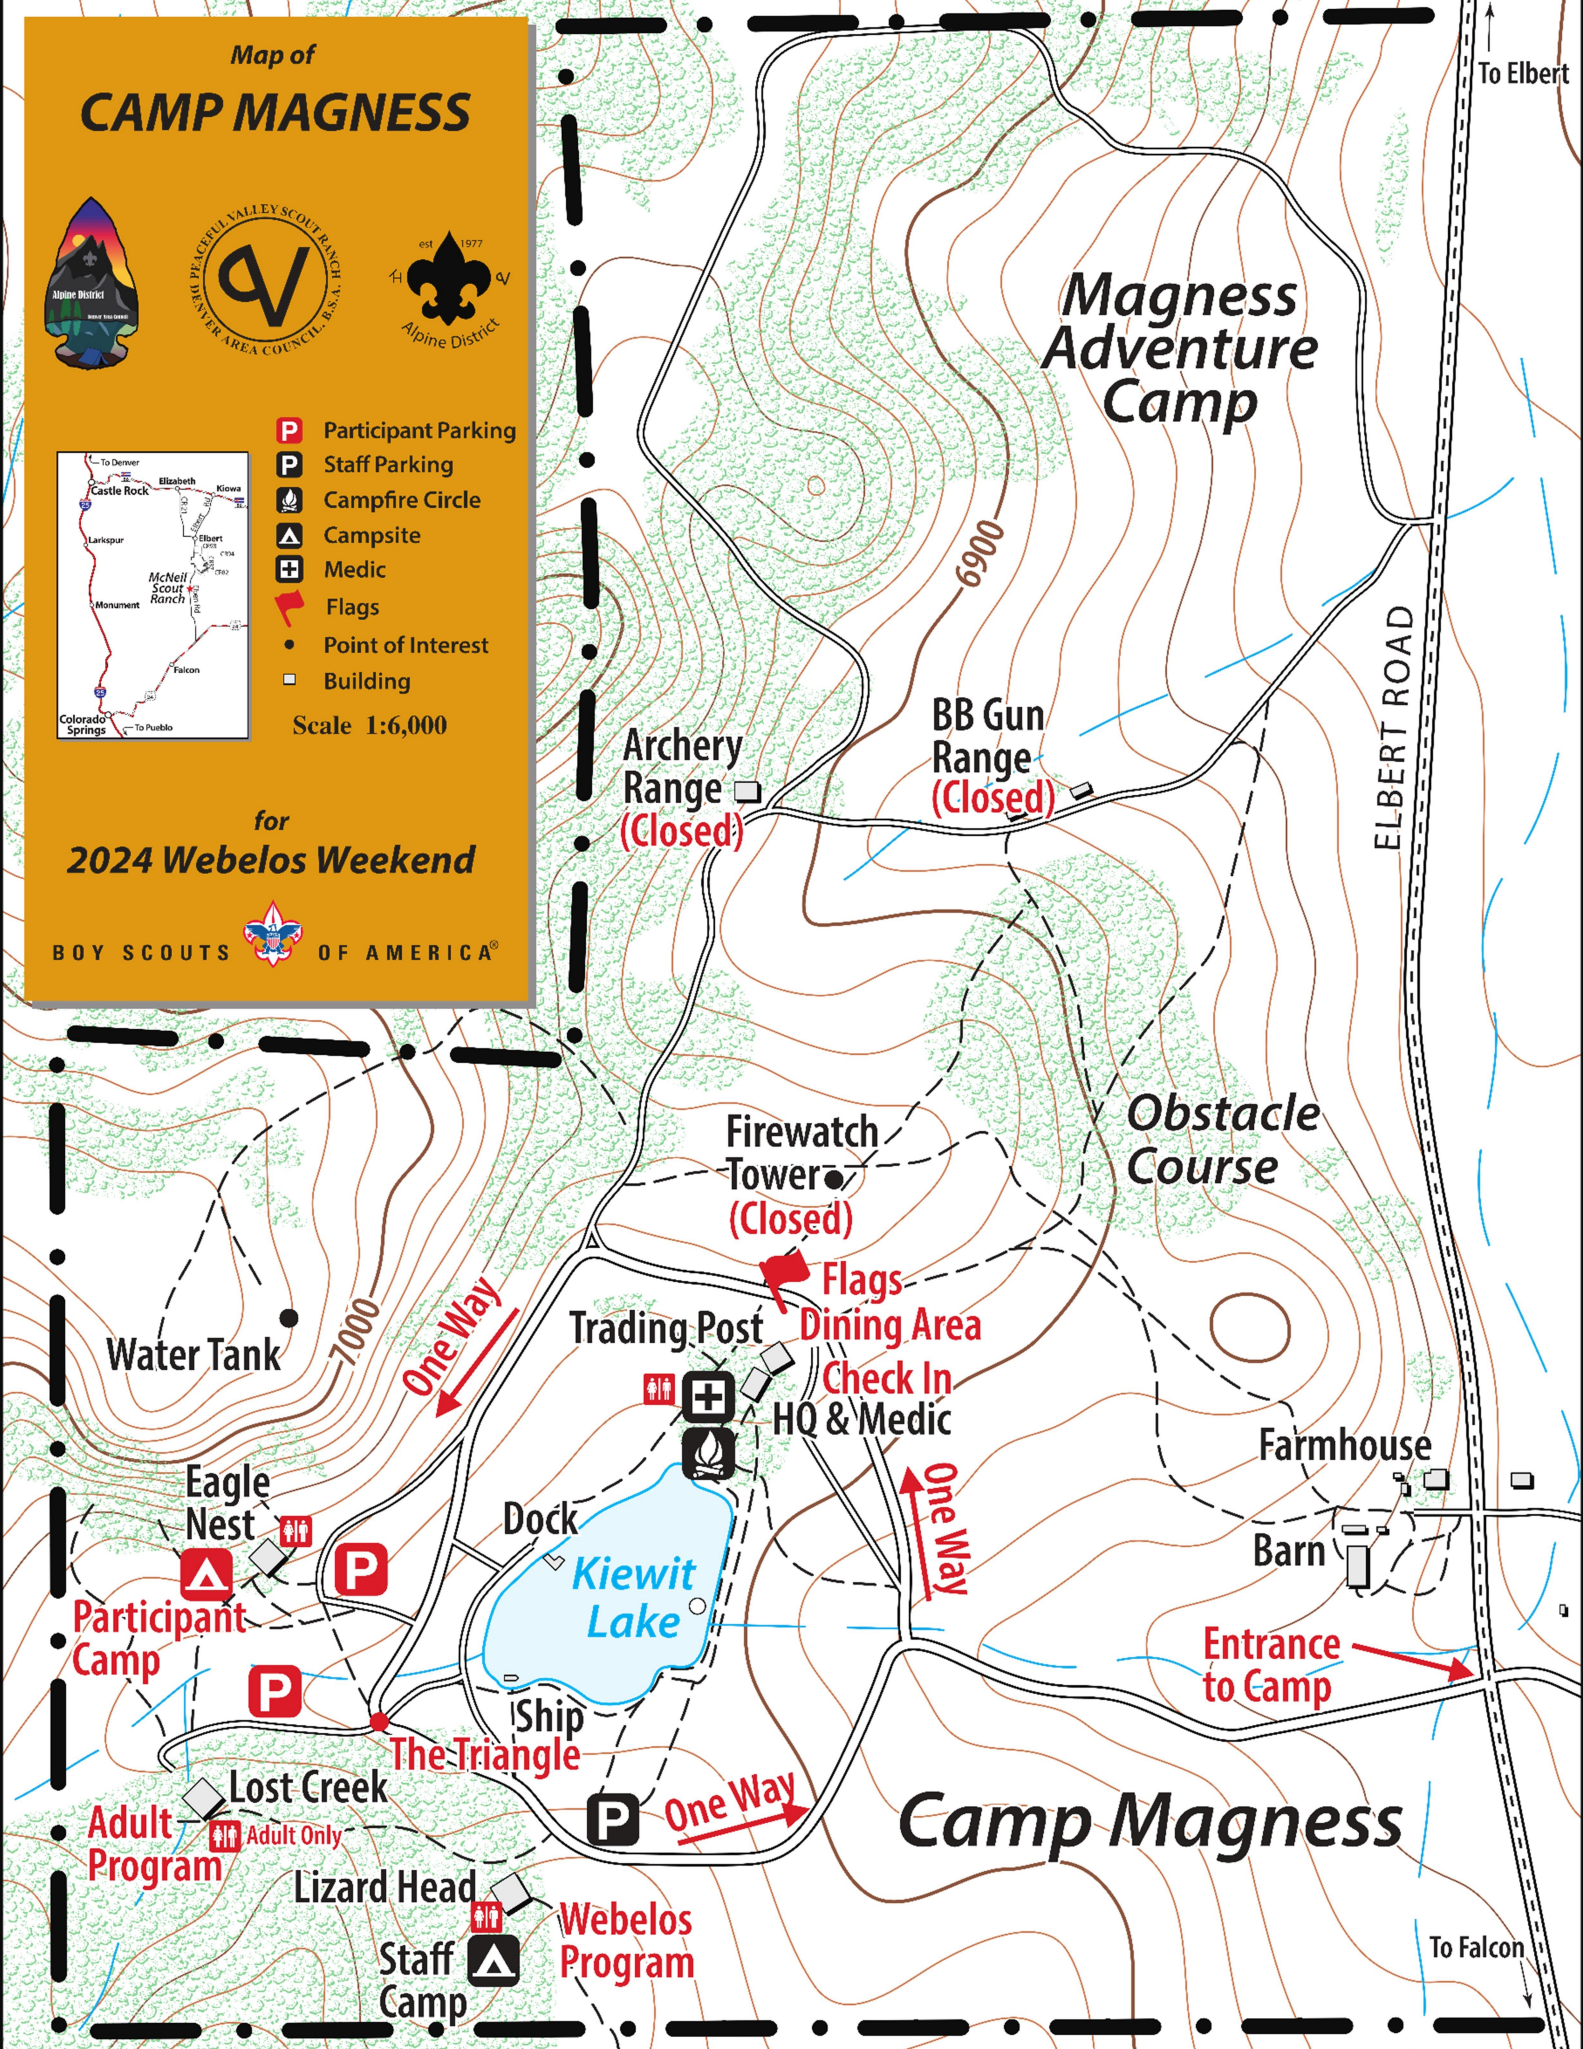 Map of
CAMP MAGNESS
Alpine District
PEACEFUL VALLEY SCOUT RANCH
DENVER AREA COUNCIL, B.S.A.
est 1977
Alpine District
P Participant Parking
P Staff Parking
Campfire Circle
Campsite
Medic
Flags
Point of Interest
Building
Scale 1:6,000
To Denver
Castle Rock
Elizabeth
Kiowa
25
Larkspur
Elbert
McNeil
Scout
Ranch
Monument
Falcon
25
Colorado
Springs
To Pueblo
for
2024 Webelos Weekend
BOY SCOUTS OF AMERICA®
To Elbert
Magness
Adventure
Camp
6900
ELBERT ROAD
Archery
Range
(Closed)
BB Gun
Range
(Closed)
Obstacle
Course
Firewatch
Tower
(Closed)
Flags
Dining Area
Check In
HQ & Medic
Trading Post
One Way
7000
Water Tank
Eagle
Nest
P
Participant
Camp
P
Dock
Kiewit
Lake
One Way
Farmhouse
Barn
Entrance
to Camp
Ship
The Triangle
Lost Creek
Adult
Program
Adult Only
P
One Way
Camp Magness
Lizard Head
Webelos
Program
Staff
Camp
To Falcon